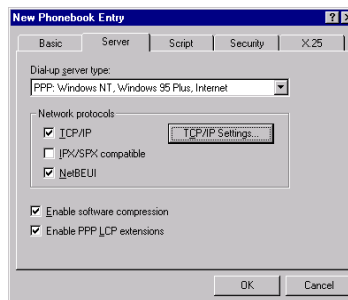 New Phonebook Entry
Basic Server Script Security X.25
Dial-up server type:
PPP: Windows NT, Windows 95 Plus, Internet
Network protocols
TCP/IP TCP/IP Settings...
IPX/SPX compatible
NetBEUI
Enable software compression
Enable PPP LCP extensions
OK Cancel